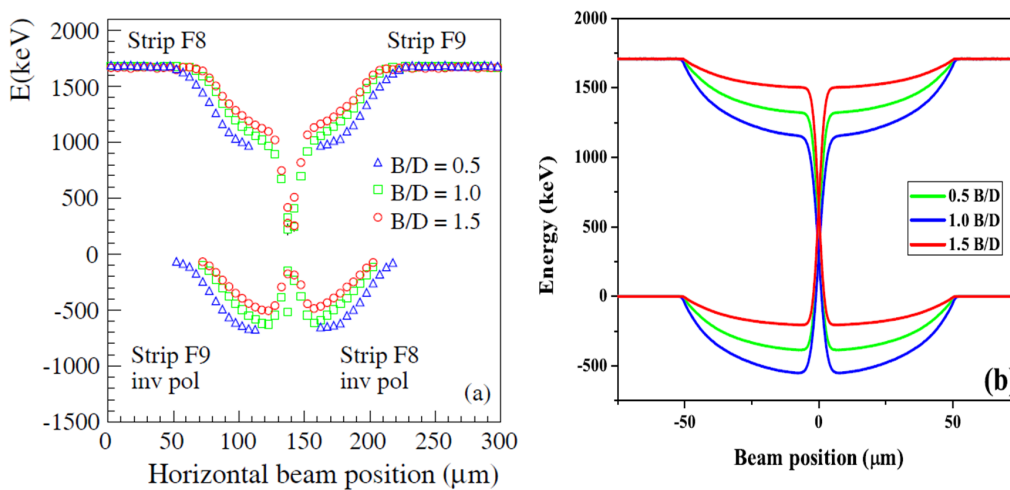 2000
1500
1000
500
0
-500
-1000
-1500
E(keV)
Strip F8
Strip F9
B/D = 0.5
B/D = 1.0
B/D = 1.5
Strip F9
inv pol
Strip F8
inv pol
(a)
0
50
100
150
200
250
300
Horizontal beam position (μm)
2000
1500
1000
500
0
-500
Energy (keV)
0.5 B/D
1.0 B/D
1.5 B/D
(b)
-50
0
50
Beam position (μm)